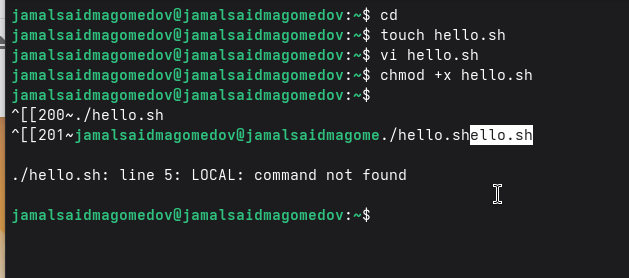 jamalsaidmagomedov@jamalsaidmagomedov:~$ cd
jamalsaidmagomedov@jamalsaidmagomedov:~$ touch hello.sh
jamalsaidmagomedov@jamalsaidmagomedov:~$ vi hello.sh
jamalsaidmagomedov@jamalsaidmagomedov:~$ chmod +x hello.sh
jamalsaidmagomedov@jamalsaidmagomedov:~$
^[[200~./hello.sh
^[[201~jamalsaidmagomedov@jamalsaidmagome./hello.shello.sh
./hello.sh: line 5: LOCAL: command not found
jamalsaidmagomedov@jamalsaidmagomedov:~$